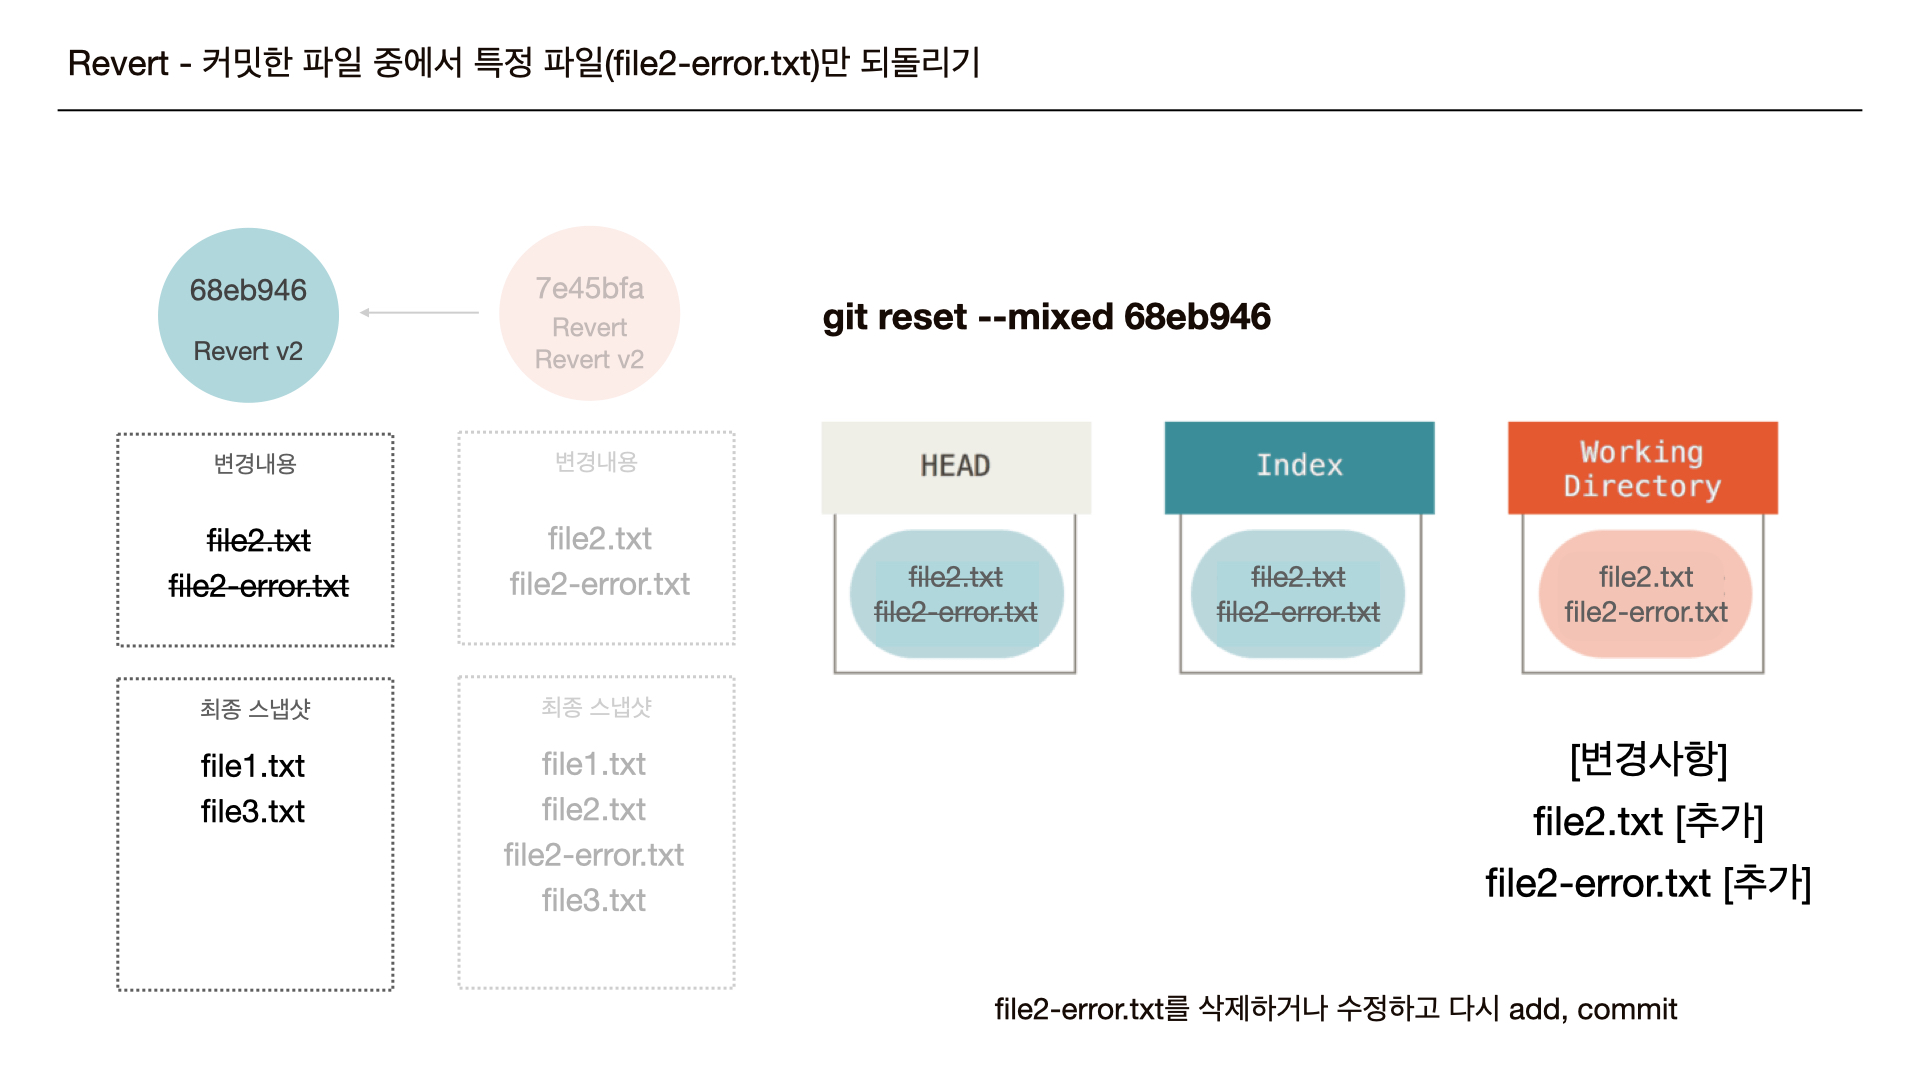 Revert - 커밋한 파일 중에서 특정 파일(file2-error.txt)만 되돌리기
68eb946
Revert v2
7e45bfa
Revert
Revert v2
변경내용
file2.txt
file2-error.txt
변경내용
file2.txt
file2-error.txt
최종 스냅샷
file1.txt
file3.txt
최종 스냅샷
file1.txt
file2.txt
file2-error.txt
file3.txt
git reset --mixed 68eb946
HEAD
file2.txt
file2-error.txt
Index
file2.txt
file2-error.txt
Working
Directory
file2.txt
file2-error.txt
[변경사항]
file2.txt [추가]
file2-error.txt [추가]
file2-error.txt를 삭제하거나 수정하고 다시 add, commit